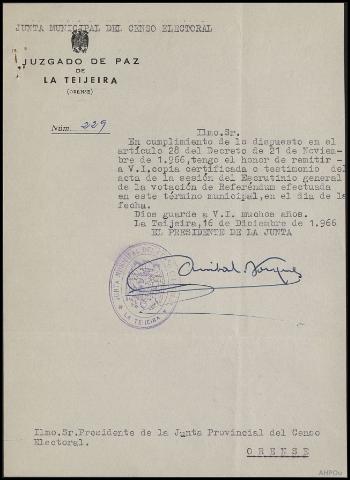 JUNTA MUNICIPAL DEL CENSO ELECTORAL
JUZGADO DE PAZ
DE
LA TEIJEIRA
(ORENSE)
Núm. 229
Ilmo.Sr.
En cumplimiento de lo dispuesto en el
artículo 28 del Decreto de 21 de Noviem-
bre de 1.966,tengo el honor de remitir -
a V.I.copia certificada o testimonio del
acta de la sesión del Escrutinio general
de la votación de Referéndum efectuada
en este término municipal,en el día de la
fecha.
Dios guarde a V.I. muchos años.
La Teijeira,16 de Diciembre de 1.966
EL PRESIDENTE DE LA JUNTA
Anibal
JUNTA MUNICIPAL DEL
LA TEIJEIRA
Ilmo.Sr.Presidente de la Junta Provincial del Censo
Electoral.
ORENSE
AHPOu